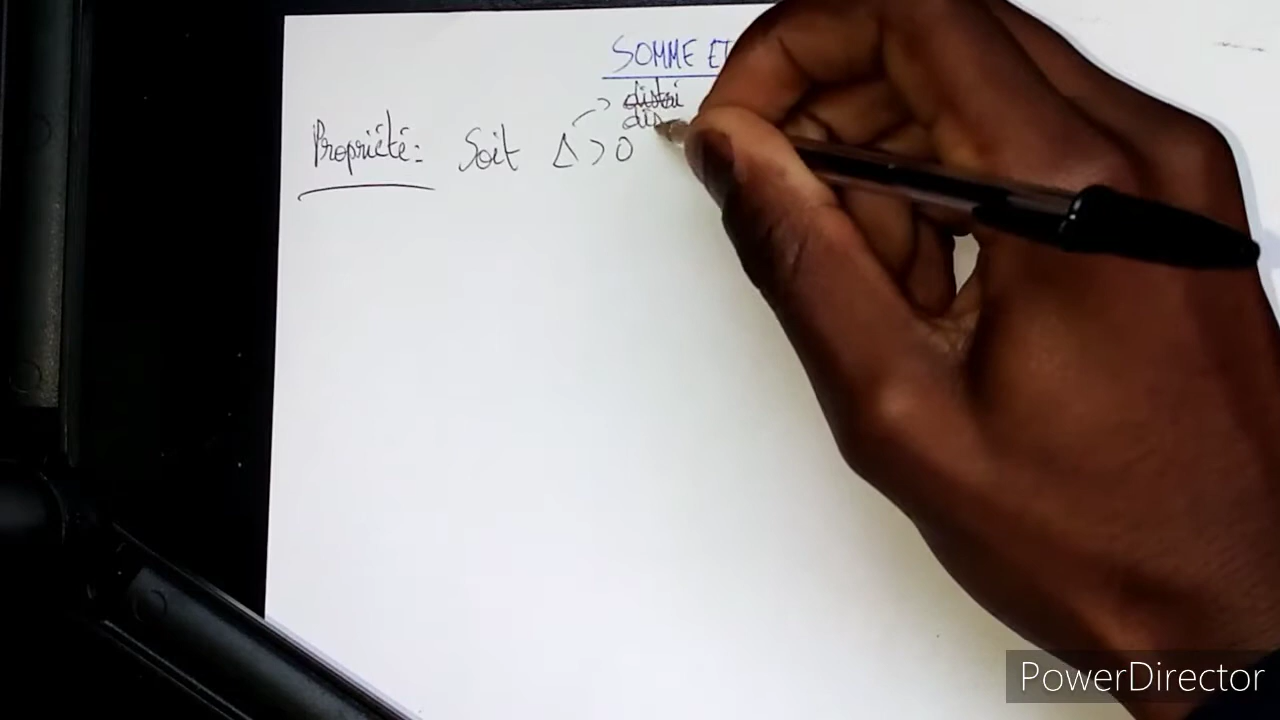 SOMME ET
distri
dis
Propriété: Soit Δ > 0
PowerDirector